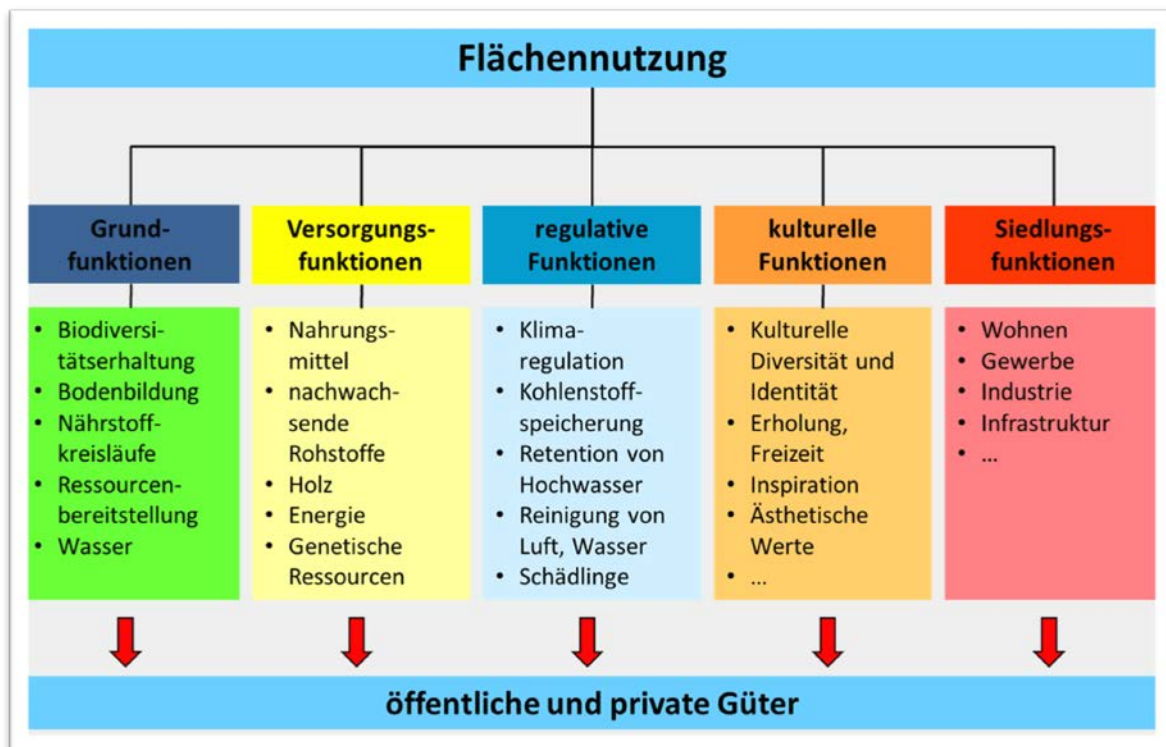 Flächennutzung
Grund-
funktionen
Versorgungs-
funktionen
regulative
Funktionen
kulturelle
Funktionen
Siedlungs-
funktionen
• Biodiversi-
tätserhaltung
• Bodenbildung
• Nährstoff-
kreisläufe
• Ressourcen-
bereitstellung
• Wasser
• Nahrungs-
mittel
• nachwach-
sende
Rohstoffe
• Holz
• Energie
• Genetische
Ressourcen
• Klima-
regulation
• Kohlenstoff-
speicherung
• Retention von
Hochwasser
• Reinigung von
Luft, Wasser
• Schädlinge
• Kulturelle
Diversität und
Identität
• Erholung,
Freizeit
• Inspiration
• Ästhetische
Werte
• ...
• Wohnen
• Gewerbe
• Industrie
• Infrastruktur
• ...
öffentliche und private Güter